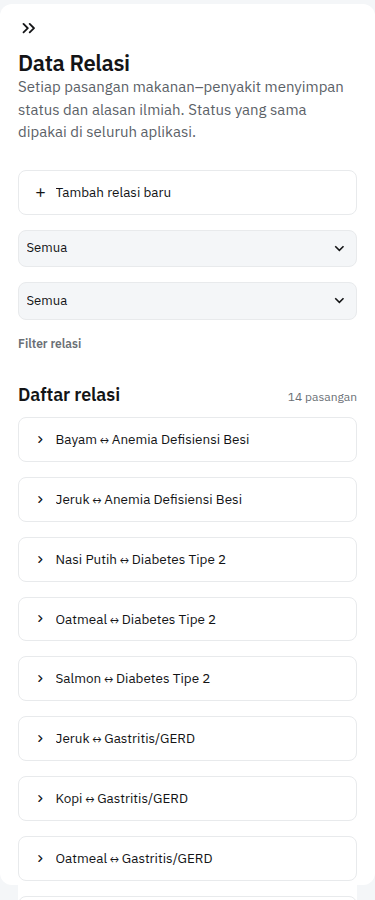 Data Relasi
Setiap pasangan makanan–penyakit menyimpan
status dan alasan ilmiah. Status yang sama
dipakai di seluruh aplikasi.
+ Tambah relasi baru
Semua
Semua
Filter relasi
Daftar relasi
14 pasangan
Bayam ↔ Anemia Defisiensi Besi
Jeruk ↔ Anemia Defisiensi Besi
Nasi Putih ↔ Diabetes Tipe 2
Oatmeal ↔ Diabetes Tipe 2
Salmon ↔ Diabetes Tipe 2
Jeruk ↔ Gastritis/GERD
Kopi ↔ Gastritis/GERD
Oatmeal ↔ Gastritis/GERD